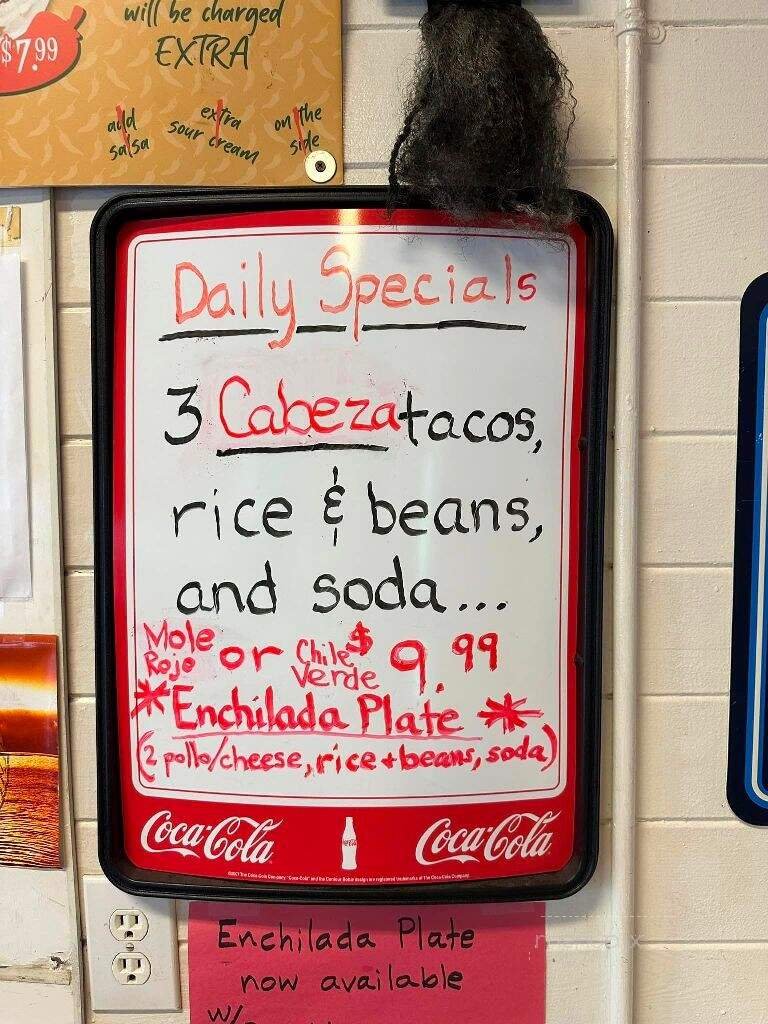 will be charged
$7.99
EXTRA
add salsa
extra sour cream
on the side
Daily Specials
3 Cabeza tacos,
rice & beans,
and soda...
Mole Rojo or Chile Verde $9.99
*Enchilada Plate*
(2 pollo/cheese, rice + beans, soda)
Coca-Cola Coca-Cola
Enchilada Plate
now available
w/